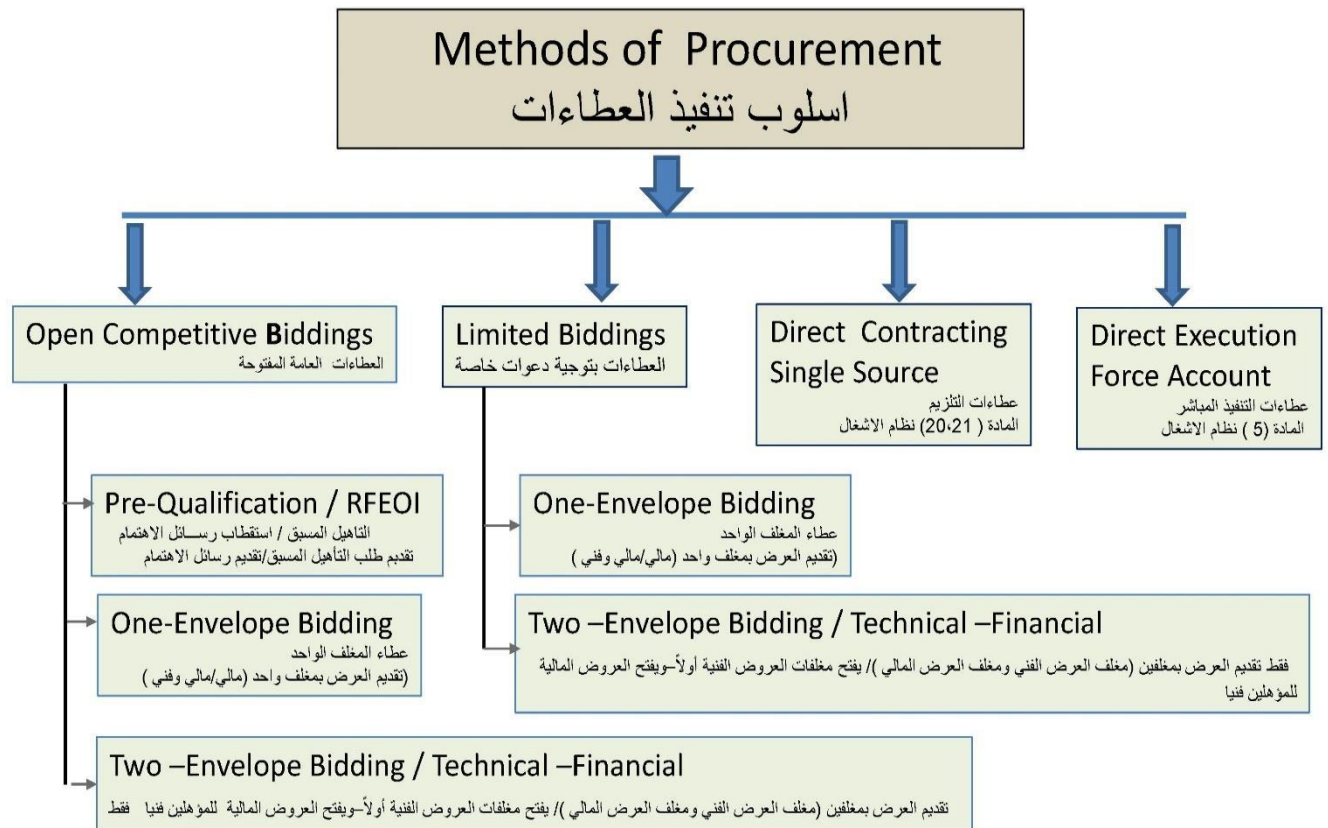 Methods of Procurement
اسلوب تنفيذ العطاءات
Open Competitive Biddings
العطاءات العامة المفتوحة
Limited Biddings
العطاءات بتوجية دعوات خاصة
Direct Contracting
Single Source
عطاءات التلزيم
المادة ( 20،21) نظام الاشغال
Direct Execution
Force Account
عطاءات التنفيذ المباشر
المادة (5 ) نظام الاشغال
Pre-Qualification / RFEOI
التاهيل المسبق / استقطاب رســـائل الاهتمام
تقديم طلب التأهيل المسبق/تقديم رسائل الاهتمام
One-Envelope Bidding
عطاء المغلف الواحد
(تقديم العرض بمغلف واحد (مالي/مالي وفني )
Two –Envelope Bidding / Technical –Financial
تقديم العرض بمغلفين (مغلف العرض الفني ومغلف العرض المالي )/ يفتح مغلفات العروض الفنية أولاً–ويفتح العروض المالية للمؤهلين فنيا فقط
One-Envelope Bidding
عطاء المغلف الواحد
(تقديم العرض بمغلف واحد (مالي/مالي وفني )
Two –Envelope Bidding / Technical –Financial
فقط تقديم العرض بمغلفين (مغلف العرض الفني ومغلف العرض المالي )/ يفتح مغلفات العروض الفنية أولاً–ويفتح العروض المالية
للمؤهلين فنيا